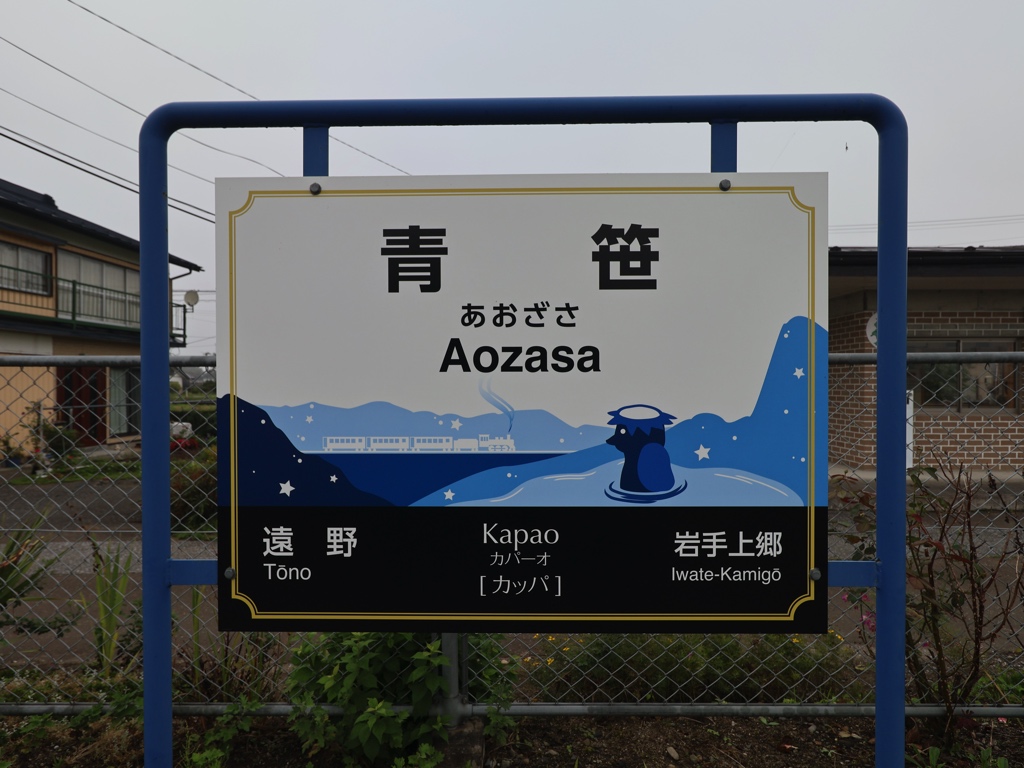 青　笹
あおざさ
Aozasa
遠　野
Tōno
Kapao
カパーオ
[カッパ]
岩手上郷
Iwate-Kamigō